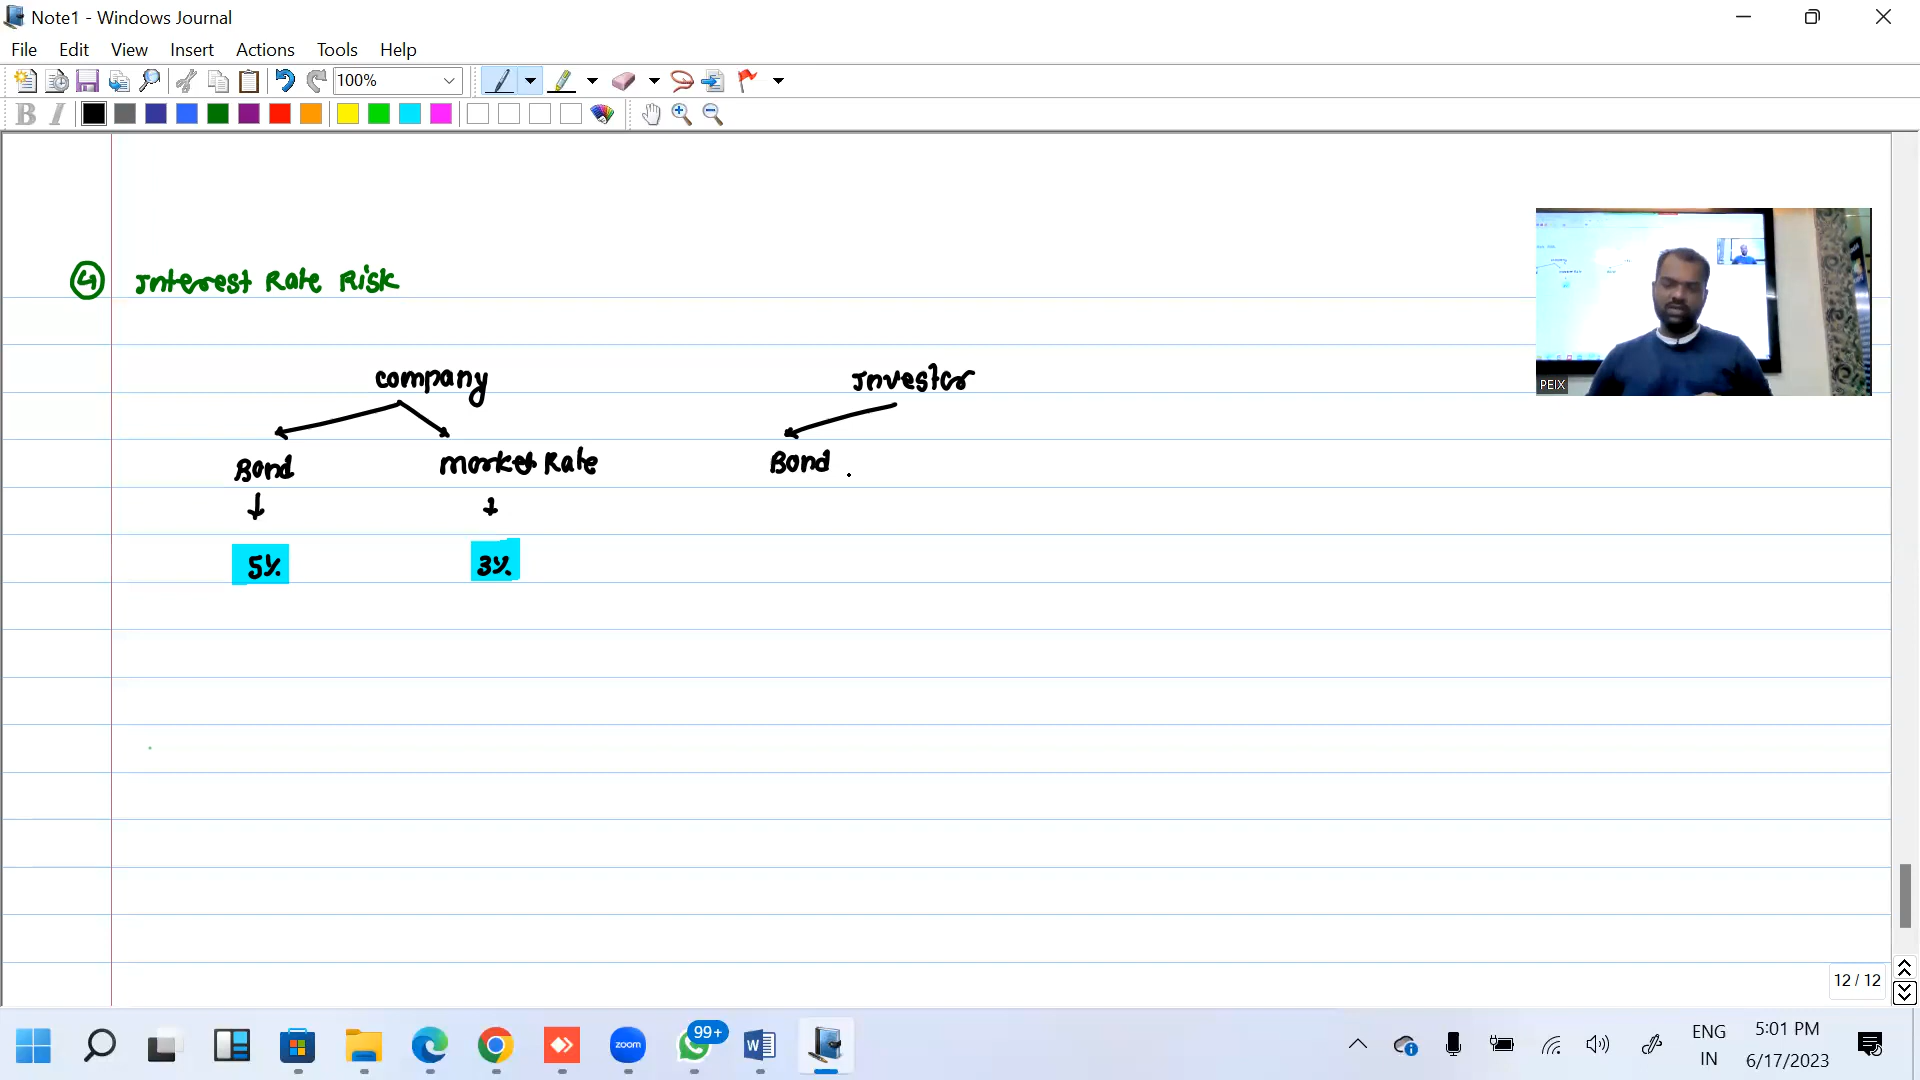 Note1 - Windows Journal
File Edit View Insert Actions Tools Help
100%
B I
4 Interest Rate Risk
company Investor
Bond market Rate Bond
5% 3%
PEIX
12 / 12
99+
zoom
ENG
IN
5:01 PM
6/17/2023